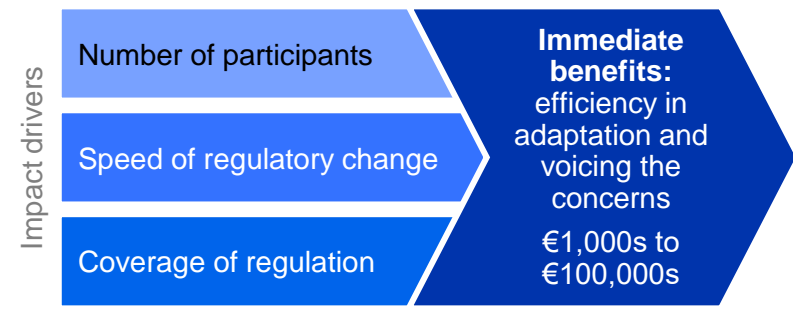 Impact drivers
Number of participants
Speed of regulatory change
Coverage of regulation
Immediate
benefits:
efficiency in
adaptation and
voicing the
concerns
€1,000s to
€100,000s